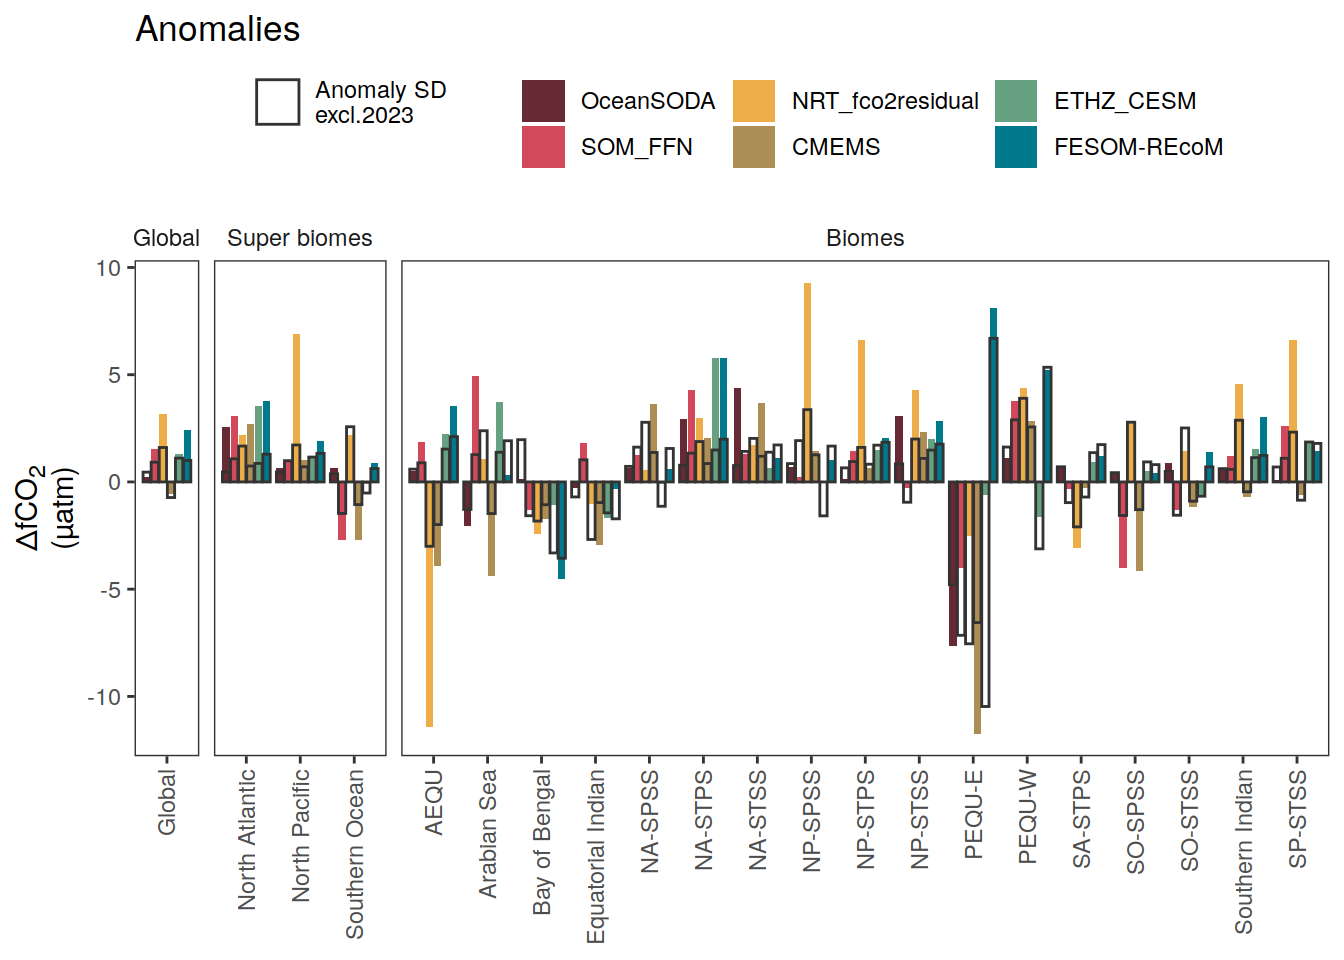 Anomalies
Anomaly SD
excl.2023
OceanSODA
NRT_fco2residual
ETHZ_CESM
SOM_FFN
CMEMS
FESOM-REcoM
Global
Super biomes
Biomes
10
5
0
-5
-10
ΔfCO₂
(µatm)
Global
North Atlantic
North Pacific
Southern Ocean
AEQU
Arabian Sea
Bay of Bengal
Equatorial Indian
NA-SPSS
NA-STPS
NA-STSS
NP-SPSS
NP-STPS
NP-STSS
PEQU-E
PEQU-W
SA-STPS
SO-SPSS
SO-STSS
Southern Indian
SP-STSS